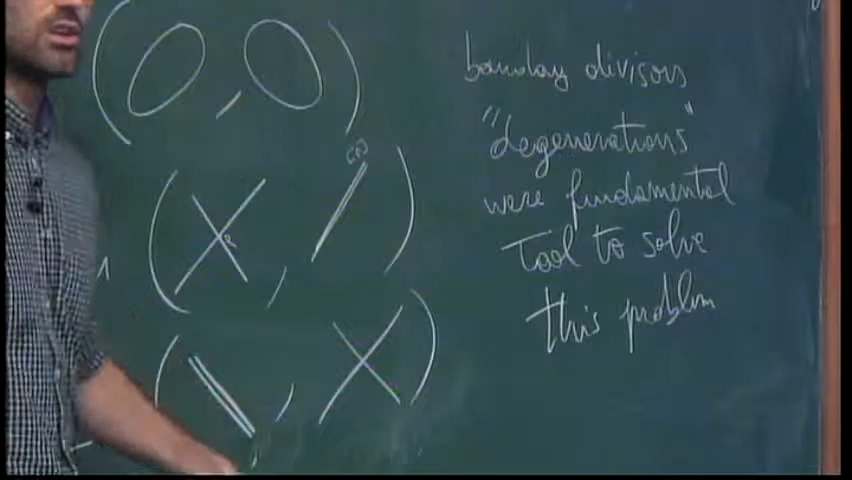 boundary divisors
"degenerations"
were fundamental
Tool to solve
this problem